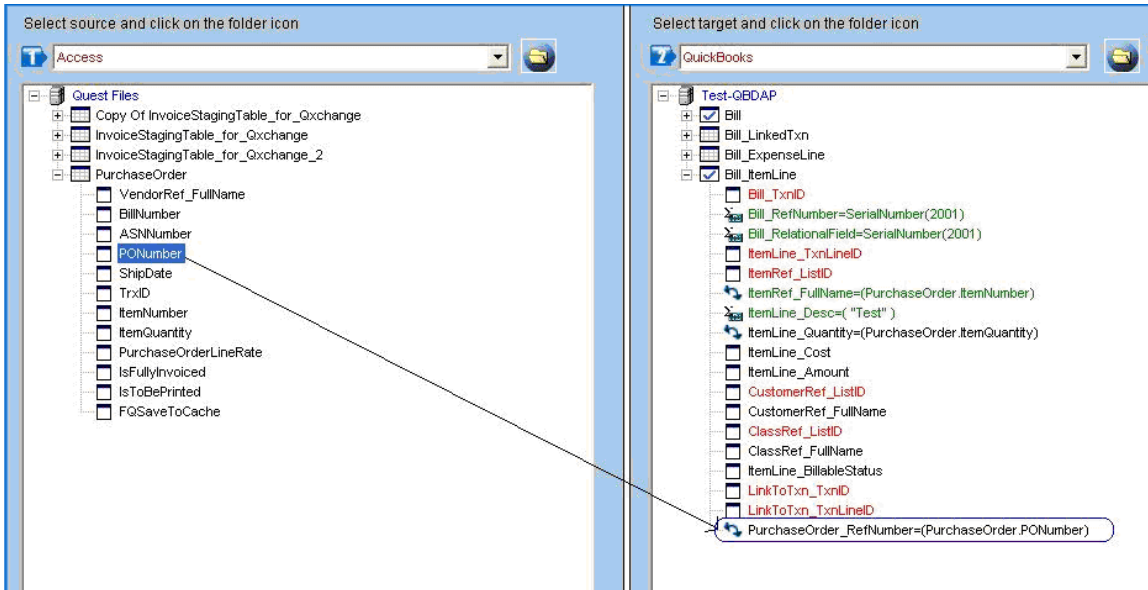 Select source and click on the folder icon
1 Access
Quest Files
Copy Of InvoiceStagingTable_for_Qxchange
InvoiceStagingTable_for_Qxchange
InvoiceStagingTable_for_Qxchange_2
PurchaseOrder
VendorRef_FullName
BillNumber
ASNNumber
PONumber
ShipDate
TrxID
ItemNumber
ItemQuantity
PurchaseOrderLineRate
IsFullyInvoiced
IsToBePrinted
FQSaveToCache
Select target and click on the folder icon
2 QuickBooks
Test-QBDAP
Bill
Bill_LinkedTxn
Bill_ExpenseLine
Bill_ItemLine
Bill_TxnID
Bill_RefNumber=SerialNumber(2001)
Bill_RelationalField=SerialNumber(2001)
ItemLine_TxnLineID
ItemRef_ListID
ItemRef_FullName=(PurchaseOrder.ItemNumber)
ItemLine_Desc=( "Test" )
ItemLine_Quantity=(PurchaseOrder.ItemQuantity)
ItemLine_Cost
ItemLine_Amount
CustomerRef_ListID
CustomerRef_FullName
ClassRef_ListID
ClassRef_FullName
ItemLine_BillableStatus
LinkToTxn_TxnID
LinkToTxn_TxnLineID
PurchaseOrder_RefNumber=(PurchaseOrder.PONumber)